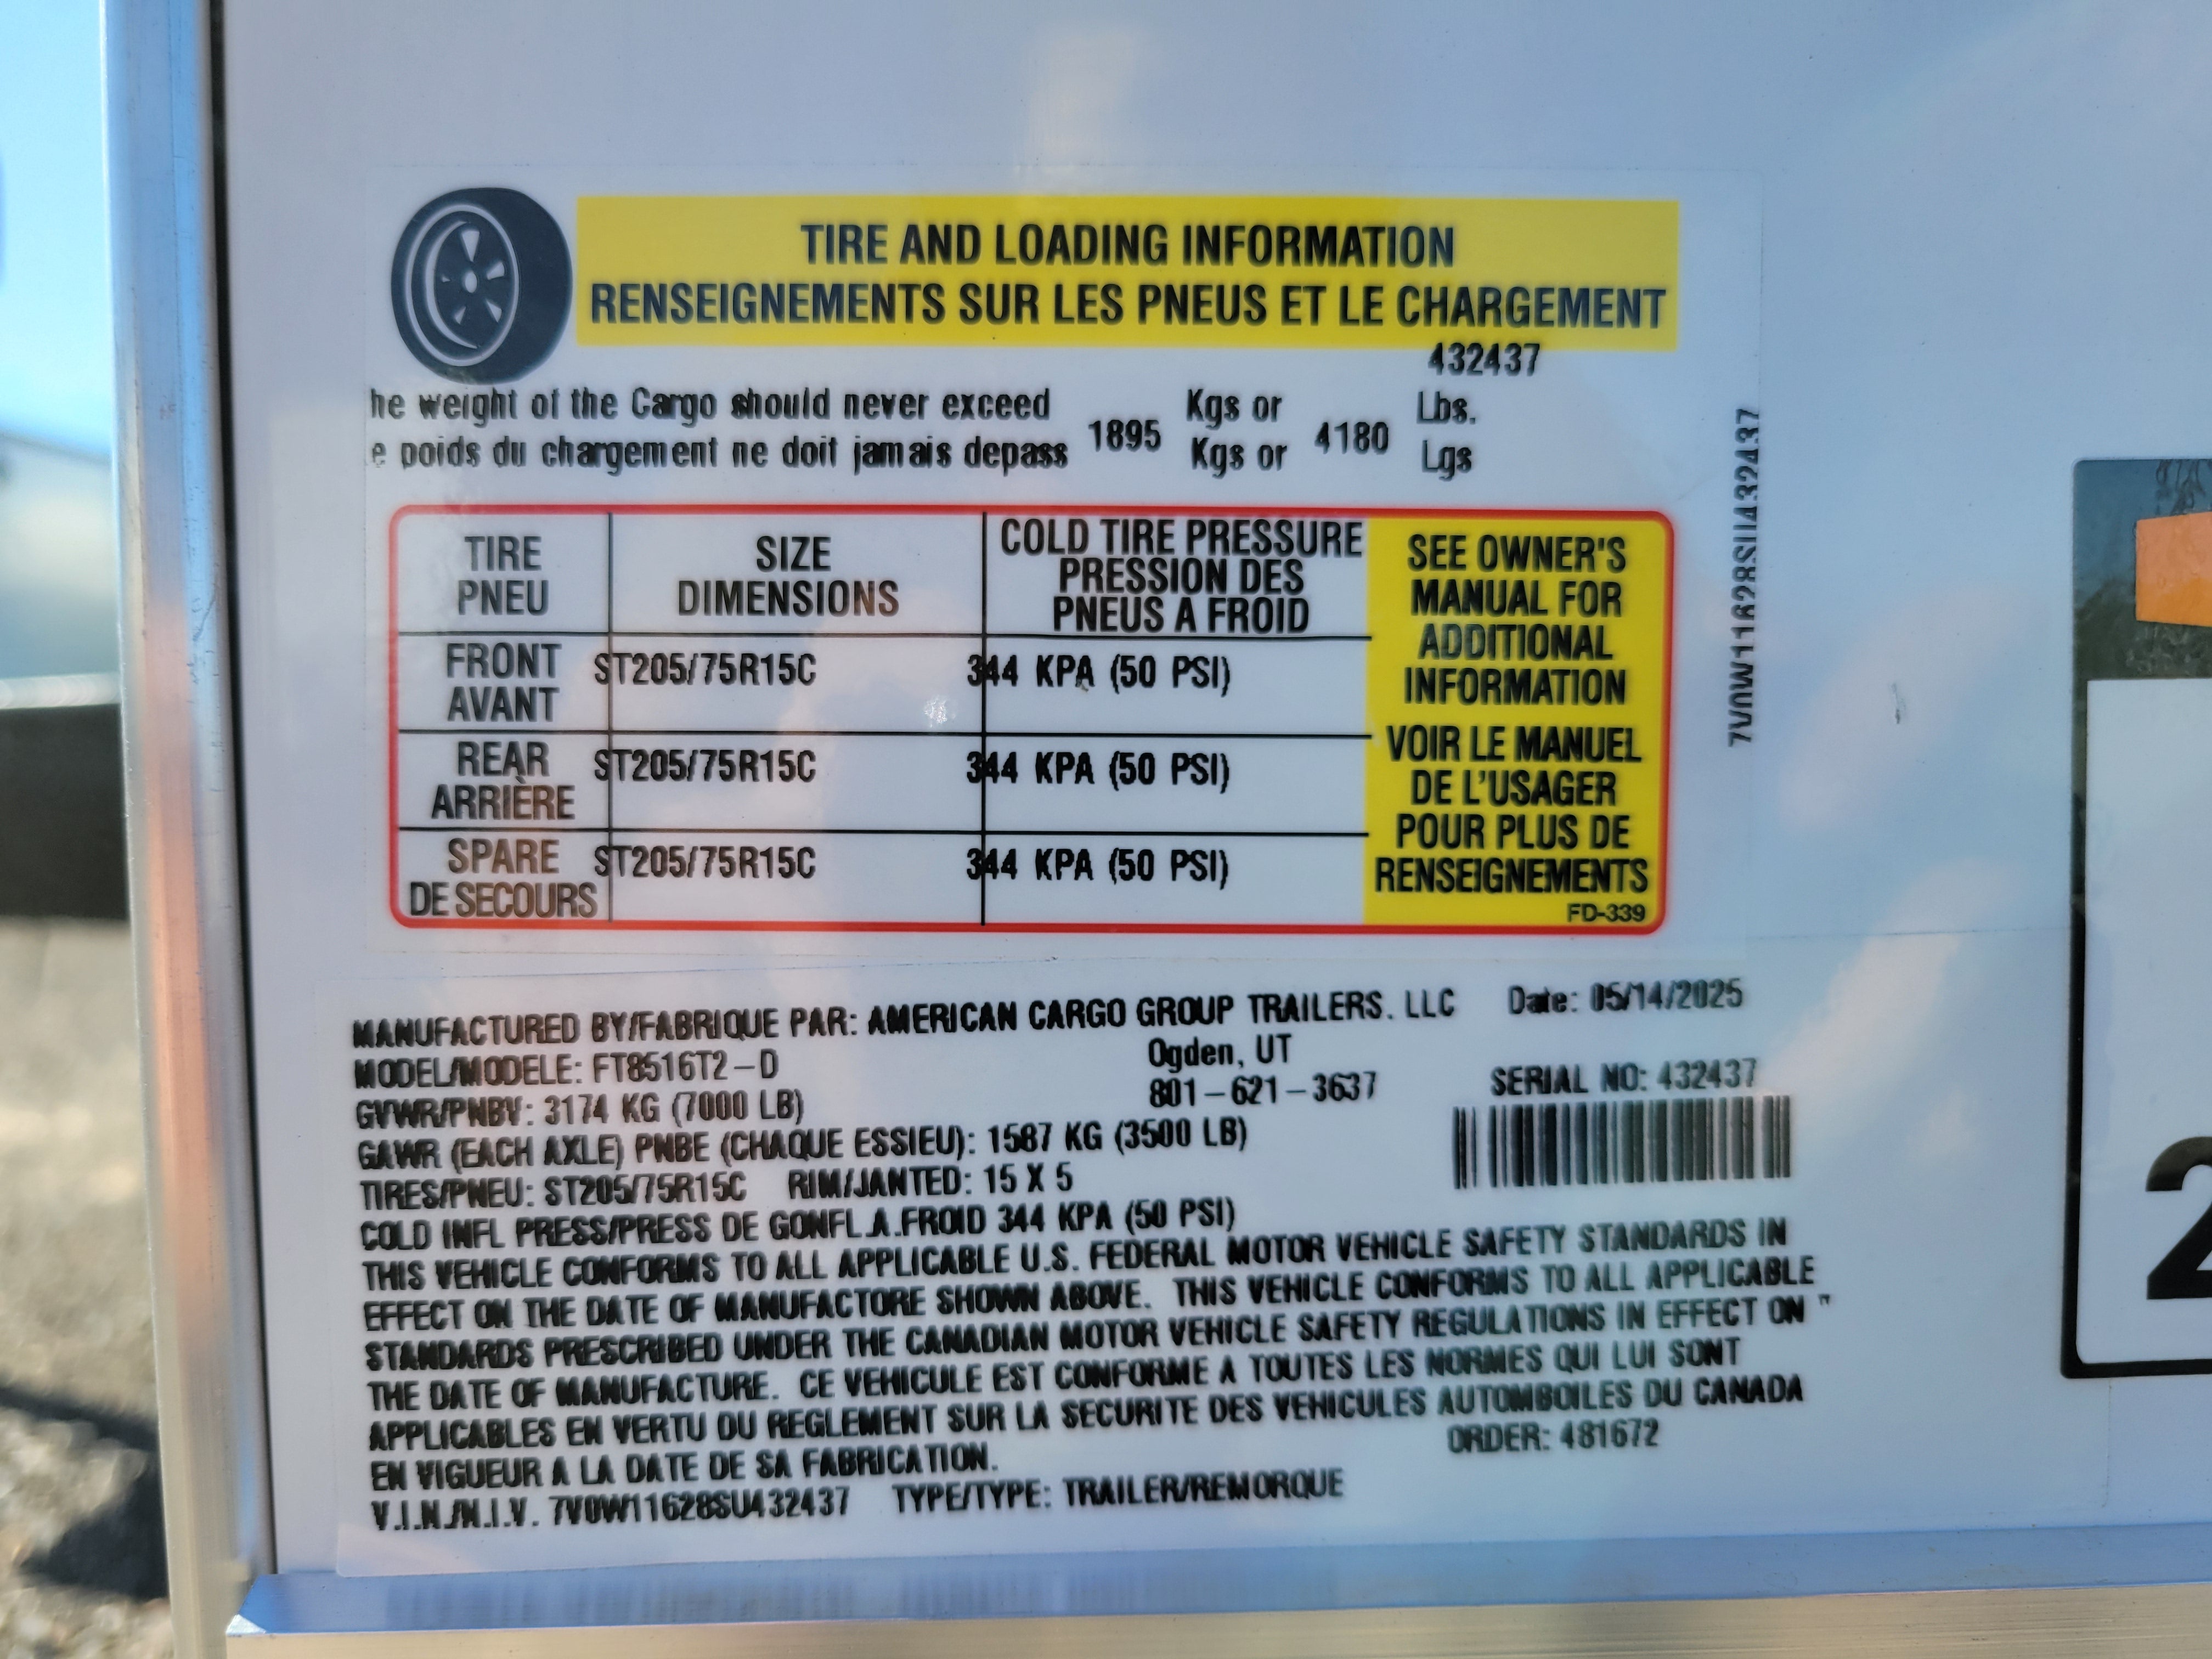 TIRE AND LOADING INFORMATION
RENSEIGNEMENTS SUR LES PNEUS ET LE CHARGEMENT
432437
he weight of the Cargo should never exceed 1895 Kgs or 4180 Lbs.
e poids du chargement ne doit jamais depass Kgs or Lgs
TIRE
PNEU
SIZE
DIMENSIONS
COLD TIRE PRESSURE
PRESSION DES
PNEUS A FROID
FRONT
AVANT
ST205/75R15C
344 KPA (50 PSI)
REAR
ARRIÈRE
ST205/75R15C
344 KPA (50 PSI)
SPARE
DE SECOURS
ST205/75R15C
344 KPA (50 PSI)
SEE OWNER'S
MANUAL FOR
ADDITIONAL
INFORMATION
VOIR LE MANUEL
DE L'USAGER
POUR PLUS DE
RENSEIGNEMENTS
FD-339
7V0W11628SU432437
MANUFACTURED BY/FABRIQUE PAR: AMERICAN CARGO GROUP TRAILERS. LLC Date: 05/14/2025
MODEL/MODELE: FT8516T2-D Ogden, UT
GVWR/PNBV: 3174 KG (7000 LB) 801-621-3637 SERIAL NO: 432437
GAWR (EACH AXLE) PNBE (CHAQUE ESSIEU): 1587 KG (3500 LB)
TIRES/PNEU: ST205/75R15C RIM/JANTED: 15 X 5
COLD INFL PRESS/PRESS DE GONFL.A.FROID 344 KPA (50 PSI)
THIS VEHICLE CONFORMS TO ALL APPLICABLE U.S. FEDERAL MOTOR VEHICLE SAFETY STANDARDS IN
EFFECT ON THE DATE OF MANUFACTORE SHOWN ABOVE. THIS VEHICLE CONFORMS TO ALL APPLICABLE
STANDARDS PRESCRIBED UNDER THE CANADIAN MOTOR VEHICLE SAFETY REGULATIONS IN EFFECT ON "
THE DATE OF MANUFACTURE. CE VEHICULE EST CONFORME A TOUTES LES NORMES QUI LUI SONT
APPLICABLES EN VERTU DU REGLEMENT SUR LA SECURITE DES VEHICULES AUTOMBOILES DU CANADA
EN VIGUEUR A LA DATE DE SA FABRICATION. ORDER: 481672
V.I.N./N.I.V. 7V0W11628SU432437 TYPE/TYPE: TRAILER/REMORQUE
2